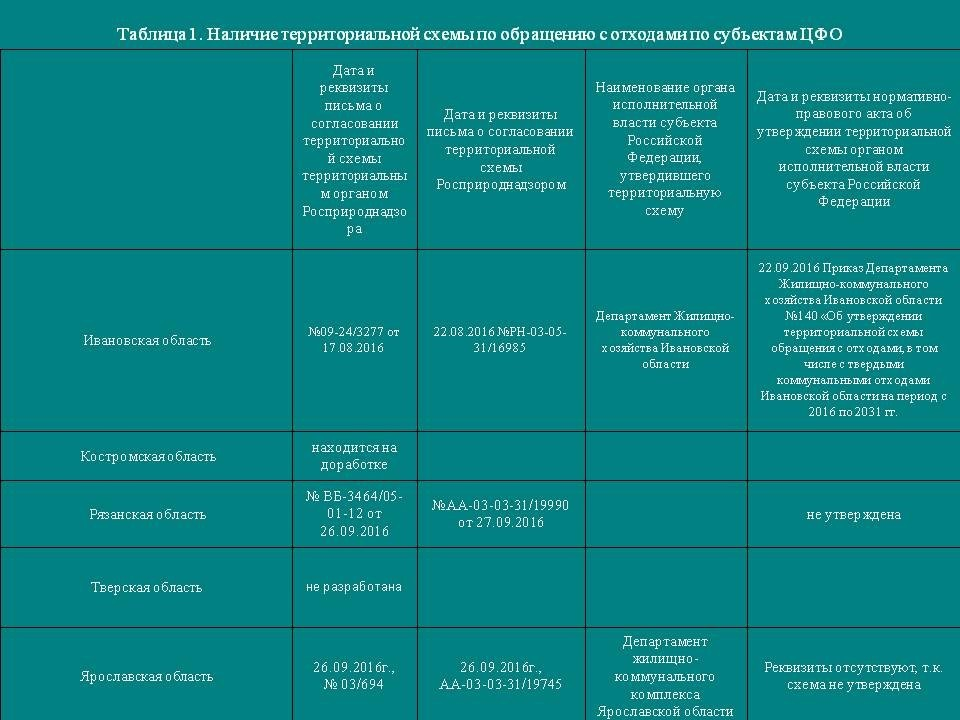 Таблица 1. Наличие территориальной схемы по обращению с отходами по субъектам ЦФО
Дата и
реквизиты
письма о
согласовании
территориально
й схемы
территориальны
м органом
Росприроднадзо
ра
Дата и реквизиты
письма о согласовании
территориальной
схемы
Росприроднадзором
Наименование органа
исполнительной
власти субъекта
Российской
Федерации,
утвердившего
территориальную
схему
Дата и реквизиты нормативно-
правового акта об
утверждении территориальной
схемы органом
исполнительной власти
субъекта Российской
Федерации
Ивановская область
№09-24/3277 от
17.08.2016
22.08.2016 №РН-03-05-
31/16985
Департамент Жилищно-
коммунального
хозяйства Ивановской
области
22.09.2016 Приказ Департамента
Жилищно-коммунального
хозяйства Ивановской области
№140 «Об утверждении
территориальной схемы
обращения с отходами, в том
числе с твердыми
коммунальными отходами
Ивановской области на период с
2016 по 2031 гг.
Костромская область
находится на
доработке
Рязанская область
№ ВБ-3464/05-
01-12 от
26.09.2016
№АА-03-03-31/19990
от 27.09.2016
не утверждена
Тверская область
не разработана
Ярославская область
26.09.2016г.,
№ 03/694
26.09.2016г.,
АА-03-03-31/19745
Департамент
жилищно-
коммунального
комплекса
Ярославской области
Реквизиты отсутствуют, т.к.
схема не утверждена